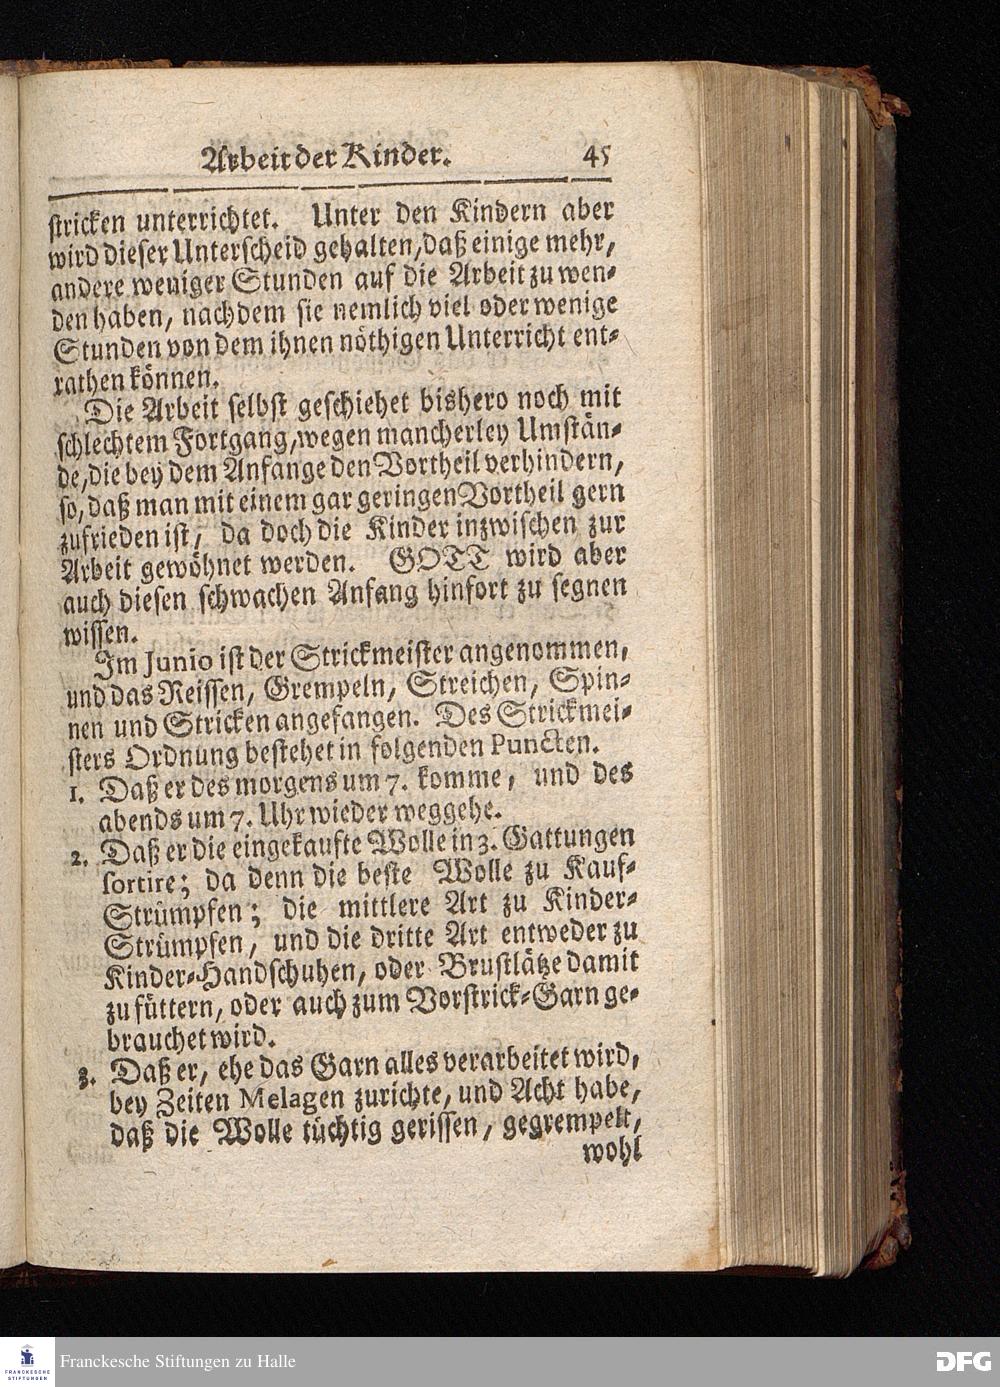 Arbeit der Kinder. 45
stricken unterrichtet. Unter den Kindern aber
wird dieser Unterscheid gehalten, daß einige mehr,
andere weniger Stunden auf die Arbeit zu wen-
den haben, nachdem sie nemlich viel oder wenige
Stunden von dem ihnen nöthigen Unterricht ent-
rathen können.
Die Arbeit selbst geschiehet bishero noch mit
schlechtem Fortgang, wegen mancherley Umstän-
de, die bey dem Anfange den Vortheil verhindern,
so, daß man mit einem gar geringen Vortheil gern
zufrieden ist, da doch die Kinder inzwischen zur
Arbeit gewöhnet werden. GOTT wird aber
auch diesen schwachen Anfang hinfort zu segnen
wissen.
Im Junio ist der Strickmeister angenommen,
und das Reissen, Grempeln, Streichen, Spin-
nen und Stricken angefangen. Des Strickmei-
sters Ordnung bestehet in folgenden Puncten.
1. Daß er des morgens um 7. komme, und des
abends um 7. Uhr wieder weggehe.
2. Daß er die eingekaufte Wolle in 3. Gattungen
sortire; da denn die beste Wolle zu Kauf-
Strümpfen; die mittlere Art zu Kinder-
Strümpfen, und die dritte Art entweder zu
Kinder-Handschuhen, oder Brustlätze damit
zu füttern, oder auch zum Vorstrick-Garn ge-
brauchet wird.
3. Daß er, ehe das Garn alles verarbeitet wird,
bey Zeiten Melagen zurichte, und Acht habe,
daß die Wolle tüchtig gerissen, gegrempelt,
wohl
FRANCKESCHE
STIFTUNGEN
Franckesche Stiftungen zu Halle
DFG